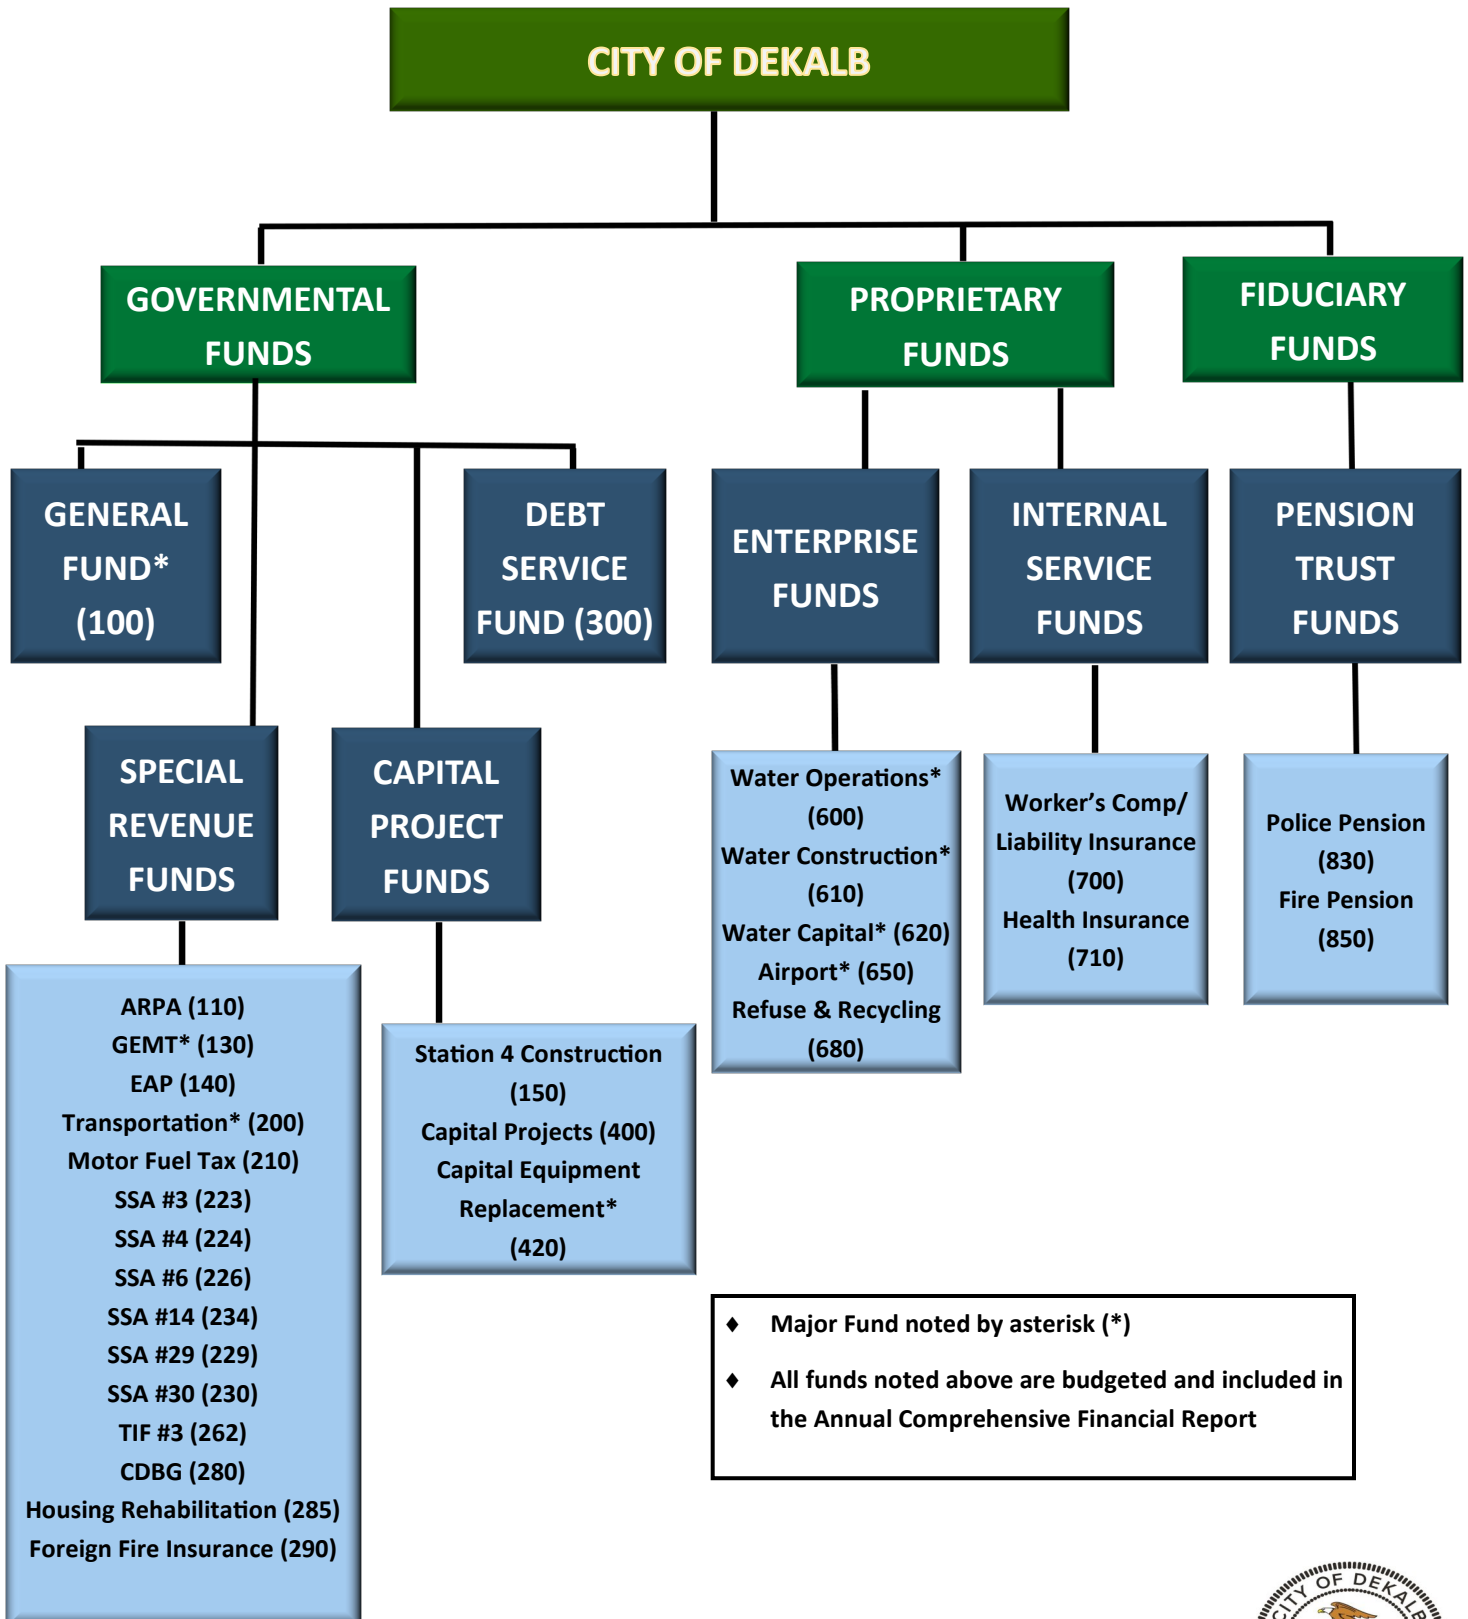 CITY OF DEKALB
GOVERNMENTAL
FUNDS
PROPRIETARY
FUNDS
FIDUCIARY
FUNDS
GENERAL
FUND*
(100)
DEBT
SERVICE
FUND (300)
ENTERPRISE
FUNDS
INTERNAL
SERVICE
FUNDS
PENSION
TRUST
FUNDS
SPECIAL
REVENUE
FUNDS
CAPITAL
PROJECT
FUNDS
Water Operations*
(600)
Water Construction*
(610)
Water Capital* (620)
Airport* (650)
Refuse & Recycling
(680)
Worker’s Comp/
Liability Insurance
(700)
Health Insurance
(710)
Police Pension
(830)
Fire Pension
(850)
ARPA (110)
GEMT* (130)
EAP (140)
Transportation* (200)
Motor Fuel Tax (210)
SSA #3 (223)
SSA #4 (224)
SSA #6 (226)
SSA #14 (234)
SSA #29 (229)
SSA #30 (230)
TIF #3 (262)
CDBG (280)
Housing Rehabilitation (285)
Foreign Fire Insurance (290)
Station 4 Construction
(150)
Capital Projects (400)
Capital Equipment
Replacement*
(420)
♦ Major Fund noted by asterisk (*)
♦ All funds noted above are budgeted and included in
the Annual Comprehensive Financial Report
CITY OF DEKALB